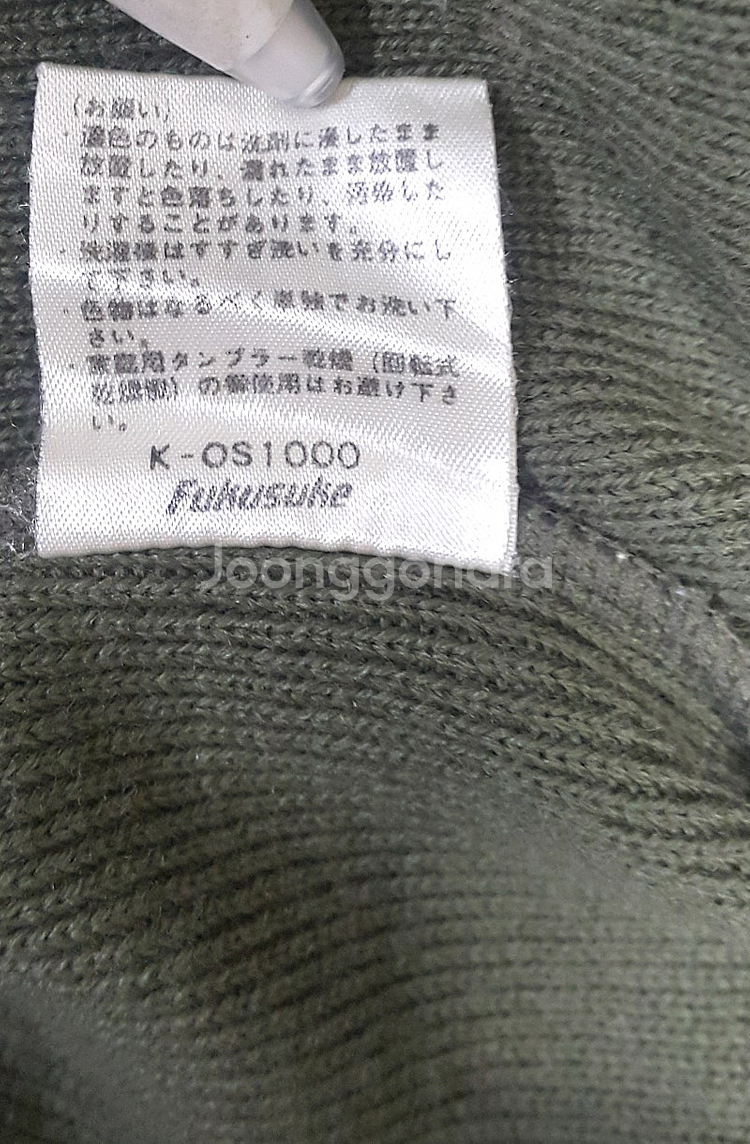 (お願い)
・濃色のものは洗剤に浸したまま
放置したり、濡れたまま放置し
ますと色落ちしたり、汚染した
りすることがあります。
・洗濯後はすすぎ洗いを充分にし
て下さい。
・色物はなるべく単独でお洗い下
さい。
・家庭用タンブラー乾燥(回転式
乾燥機)の御使用はお避け下さ
い。
K-OS1000
Fukusuke
Joonggonara